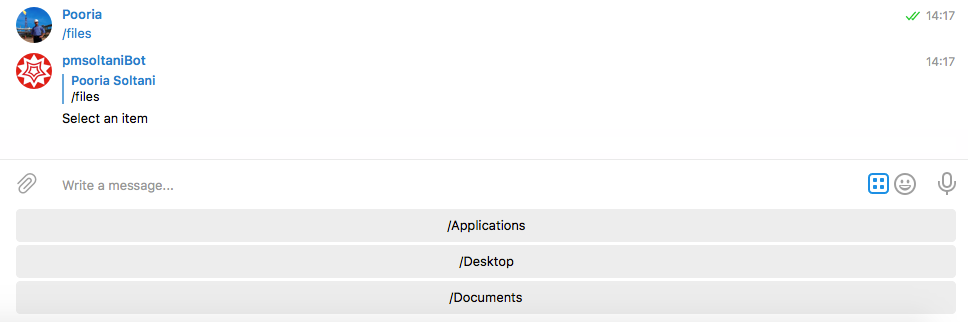 Pooria
14:17
/files
pmsoltaniBot
14:17
Pooria Soltani
/files
Select an item
Write a message...
/Applications
/Desktop
/Documents